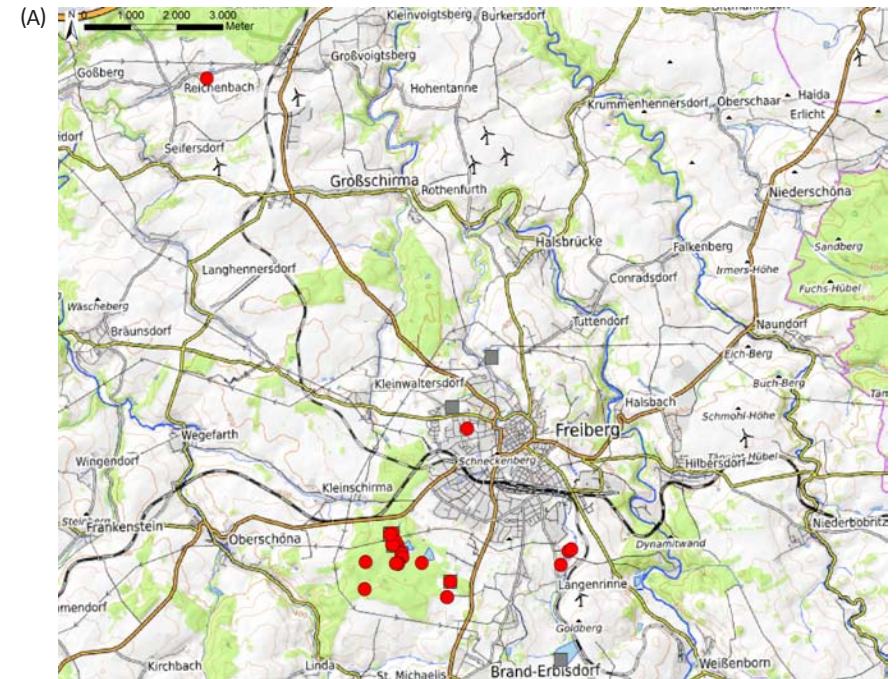 (A)
N
0 1 000 2 000 3.000
Meter
Kleinvoigtsberg
Burkersdorf
Großvoigtsberg
Goßberg
Reichenbach
Hohentanne
Krummenhennersdorf
Oberschaar
Haida
Erlicht
Seifersdorf
Großschirma
Rothenfurth
Niederschöna
Halsbrücke
Falkenberg
Sandberg
Langhennersdorf
Conradsdorf
Irmers-Höhe
Fuchs-Hübel
Wäscheberg
Bräunsdorf
Tuttendorf
Naundorf
Eich-Berg
Kleinwaltersdorf
Buch-Berg
Halsbach
Schmohl-Höhe
Freiberg
Wegefarth
Wingendorf
Schneckenberg
Hilbersdorf
Kleinschirma
Frankenstein
Niederbobritz
Oberschöna
Dynamitwand
Langenrinne
Goldberg
Kirchbach
Linda
St. Michaelis
Brand-Erbisdorf
Weißenborn